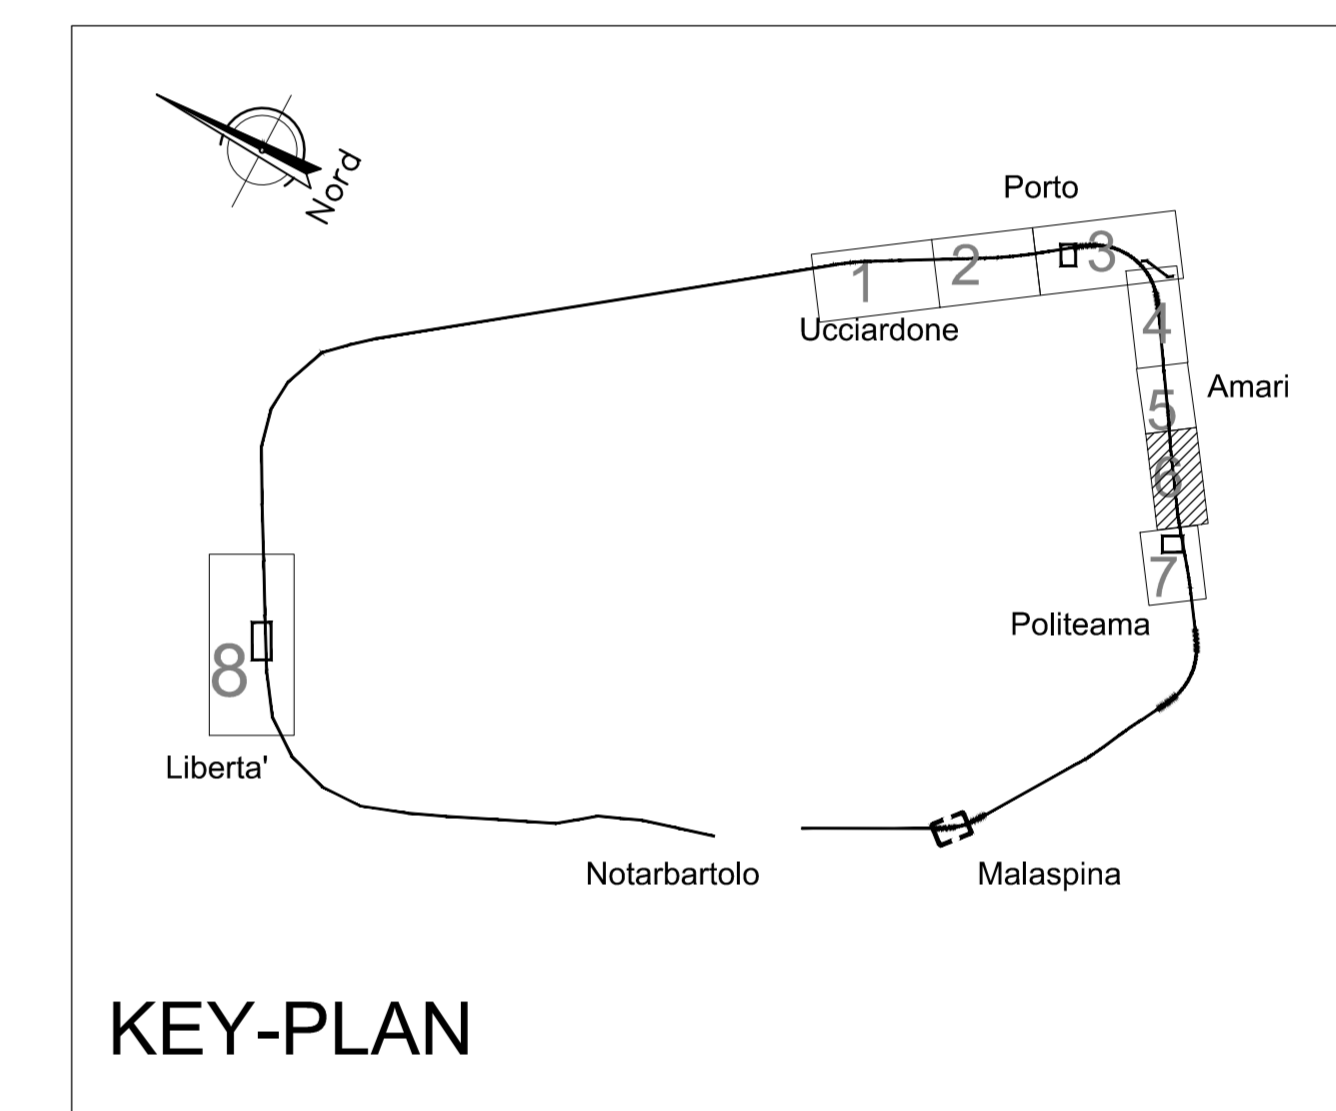 Nord
Porto
1
2
3
Ucciardone
4
Amari
5
6
7
Politeama
8
Liberta'
Notarbartolo
Malaspina
KEY-PLAN